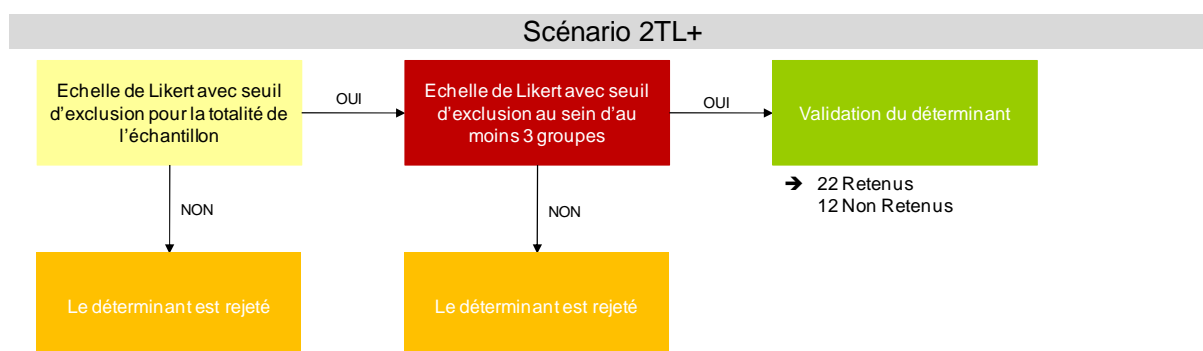 Scénario 2TL+
Echelle de Likert avec seuil
d'exclusion pour la totalité de
l'échantillon
OUI
Echelle de Likert avec seuil
d'exclusion au sein d'au
moins 3 groupes
OUI
Validation du déterminant
➔ 22 Retenus
12 Non Retenus
NON
NON
Le déterminant est rejeté
Le déterminant est rejeté